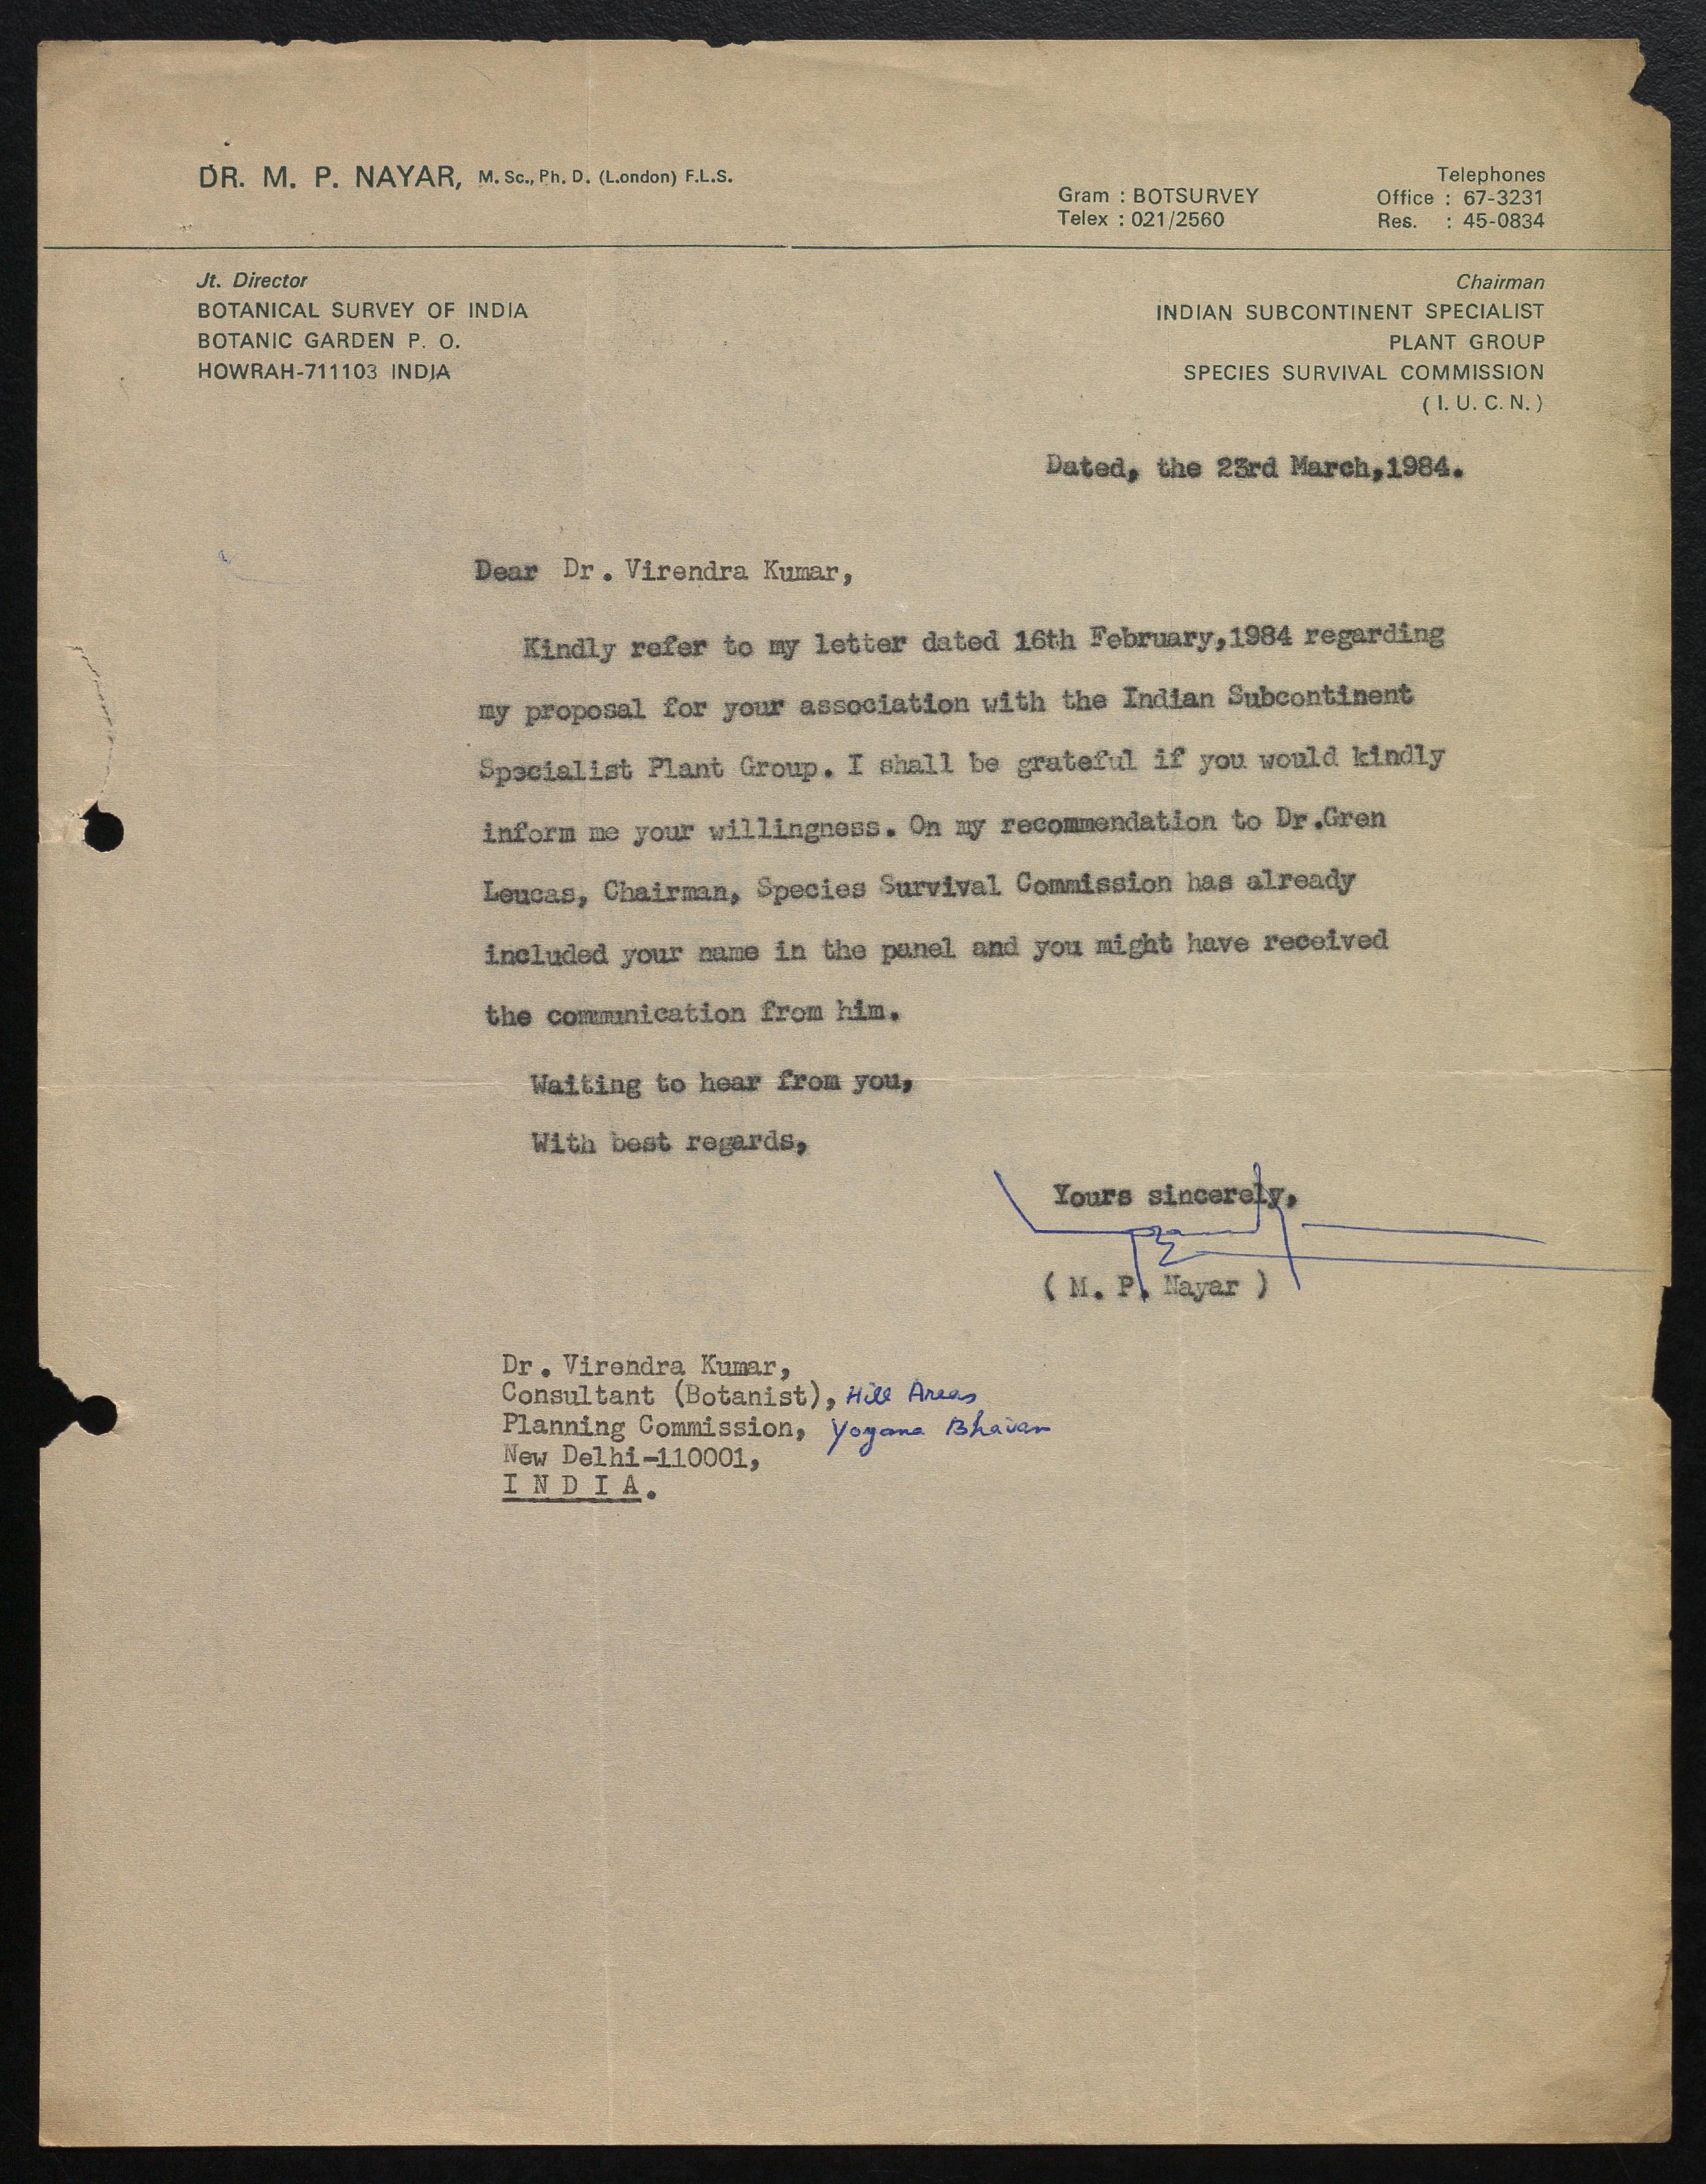 DR. M. P. NAYAR, M. Sc., Ph. D. (London) F.L.S.
Gram : BOTSURVEY
Telex : 021/2560
Telephones
Office : 67-3231
Res. : 45-0834
Jt. Director
BOTANICAL SURVEY OF INDIA
BOTANIC GARDEN P. O.
HOWRAH-711103 INDIA
Chairman
INDIAN SUBCONTINENT SPECIALIST
PLANT GROUP
SPECIES SURVIVAL COMMISSION
( I. U. C. N. )
Dated, the 23rd March,1984.
Dear Dr. Virendra Kumar,
Kindly refer to my letter dated 16th February,1984 regarding
my proposal for your association with the Indian Subcontinent
Specialist Plant Group. I shall be grateful if you would kindly
inform me your willingness. On my recommendation to Dr.Gren
Leucas, Chairman, Species Survival Commission has already
included your name in the panel and you might have received
the communication from him.
Waiting to hear from you,
With best regards,
Yours sincerely,
( M. P. Nayar )
Dr. Virendra Kumar,
Consultant (Botanist), Hill Areas
Planning Commission, Yojana Bhavan
New Delhi-110001,
I N D I A.